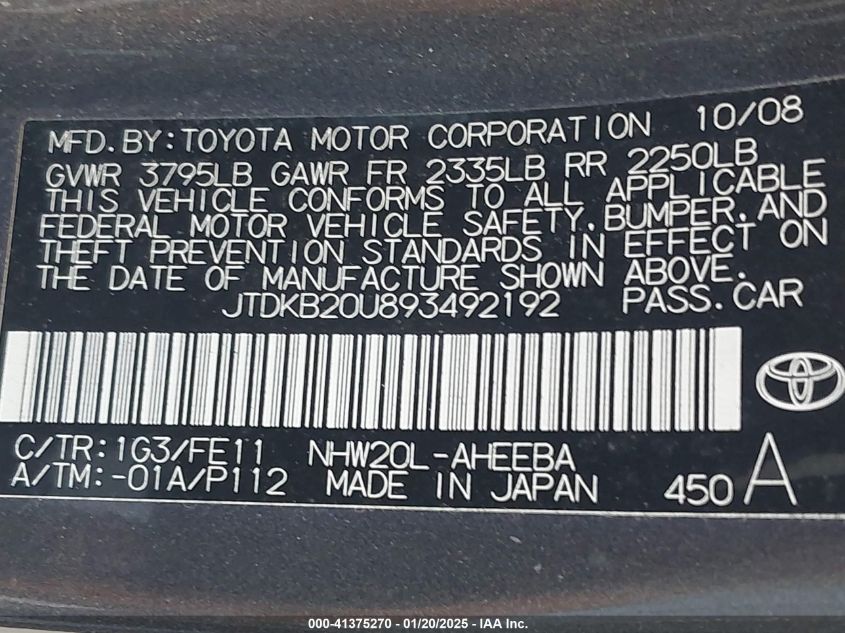 MFD. BY: TOYOTA MOTOR CORPORATION 10/08
GVWR 3795LB GAWR FR 2335LB RR 2250LB
THIS VEHICLE CONFORMS TO ALL APPLICABLE
FEDERAL MOTOR VEHICLE SAFETY, BUMPER, AND
THEFT PREVENTION STANDARDS IN EFFECT ON
THE DATE OF MANUFACTURE SHOWN ABOVE.
JTDKB20U893492192 PASS. CAR
C/TR: 1G3/FE11 NHW20L-AHEEBA
A/TM: -01A/P112 MADE IN JAPAN 450 A
000-41375270 - 01/20/2025 - IAA Inc.